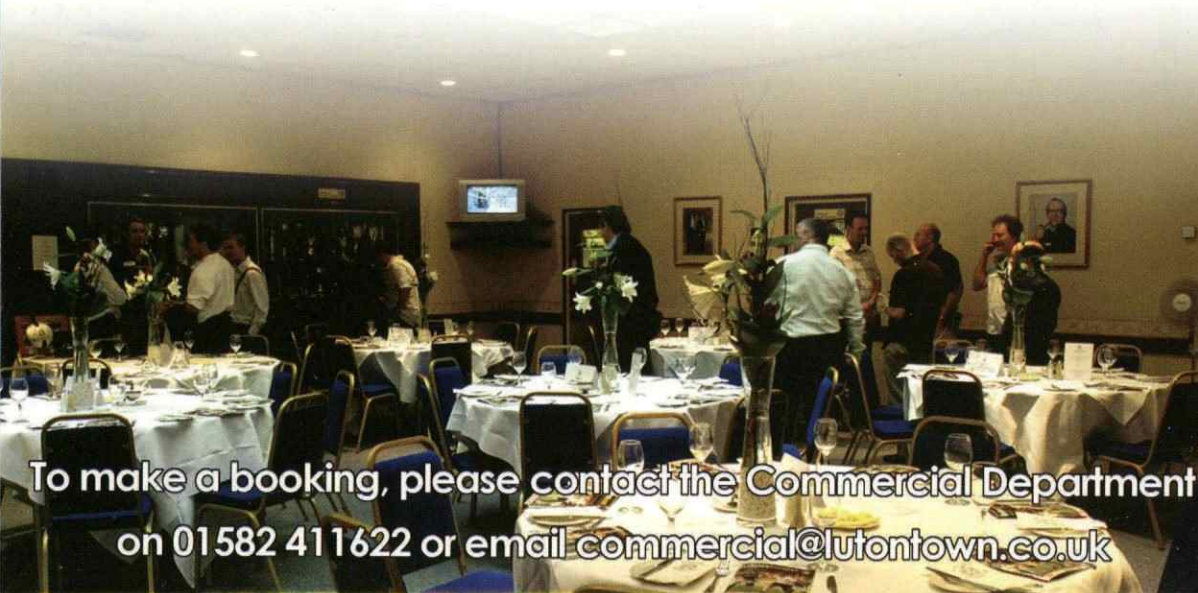 To make a booking, please contact the Commercial Department
on 01582 411622 or email commercial@lutontown.co.uk